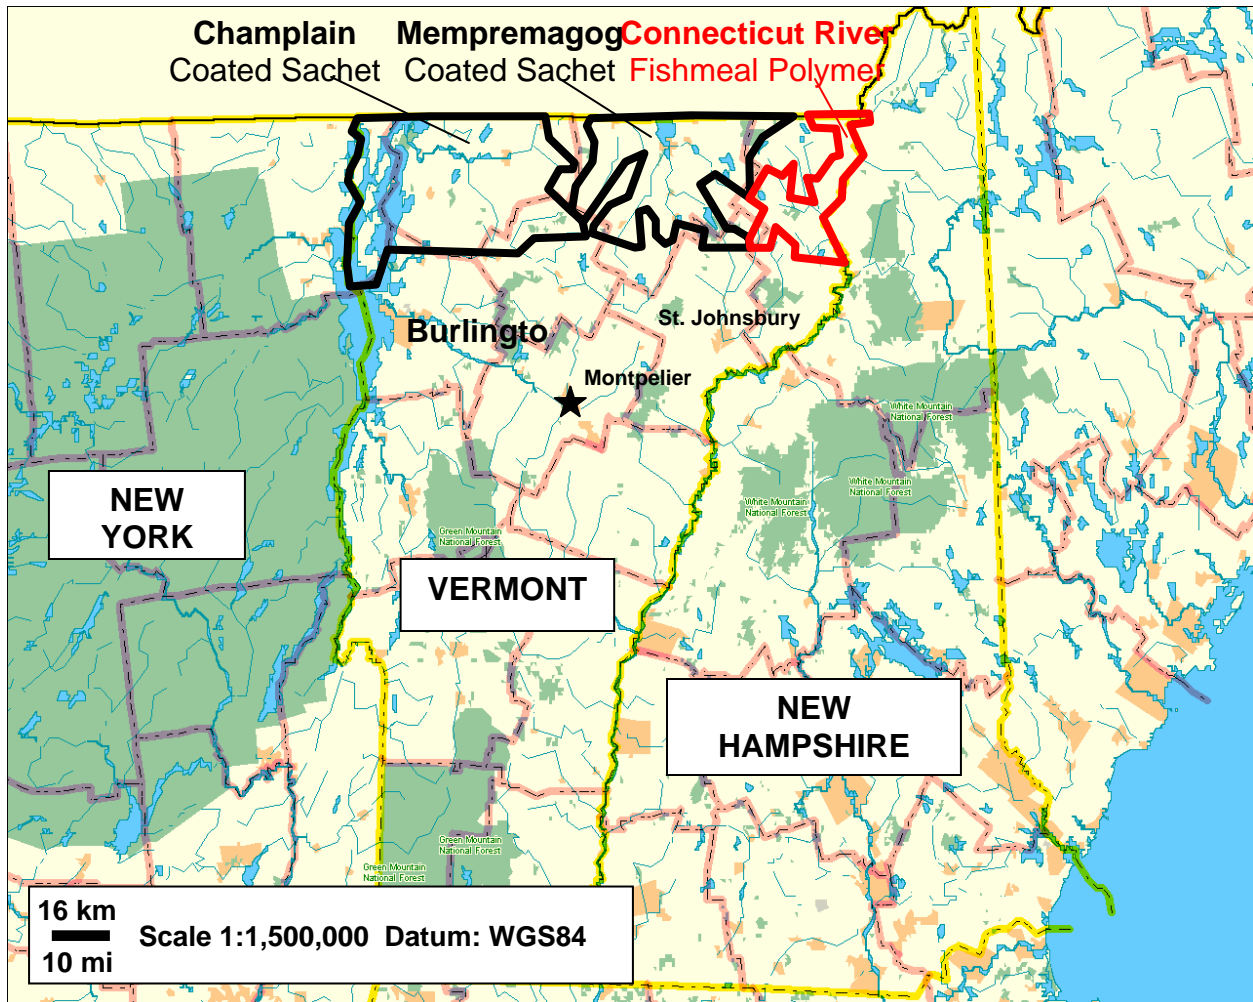 Champlain
Coated Sachet
Mempremagog
Coated Sachet
Connecticut River
Fishmeal Polymer
Burlingto
St. Johnsbury
Montpelier
White Mountain
National Forest
White Mountain
National Forest
White Mountain
National Forest
NEW
YORK
Green Mountain
National Forest
VERMONT
NEW
HAMPSHIRE
Green Mountain
National Forest
Green Mountain
National Forest
16 km
Scale 1:1,500,000 Datum: WGS84
10 mi